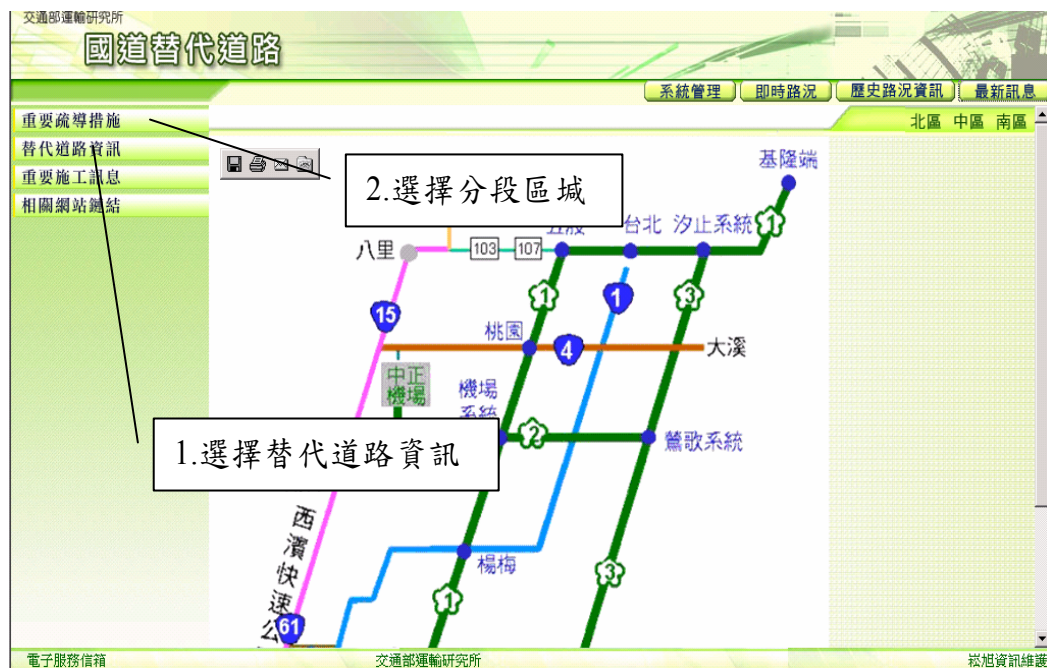 交通部運輸研究所
國道替代道路
系統管理 即時路況 歷史路況資訊 最新訊息
北區 中區 南區
重要疏導措施
替代道路資訊
重要施工訊息
相關網站鏈結
2.選擇分段區域
基隆端
台北 汐止系統
1
八里
103 107
1
1
3
15
桃園
4
大溪
中正
機場
機場
系統
2
鶯歌系統
1.選擇替代道路資訊
西濱快速公
楊梅
3
1
61
電子服務信箱 交通部運輸研究所 崧旭資訊維護